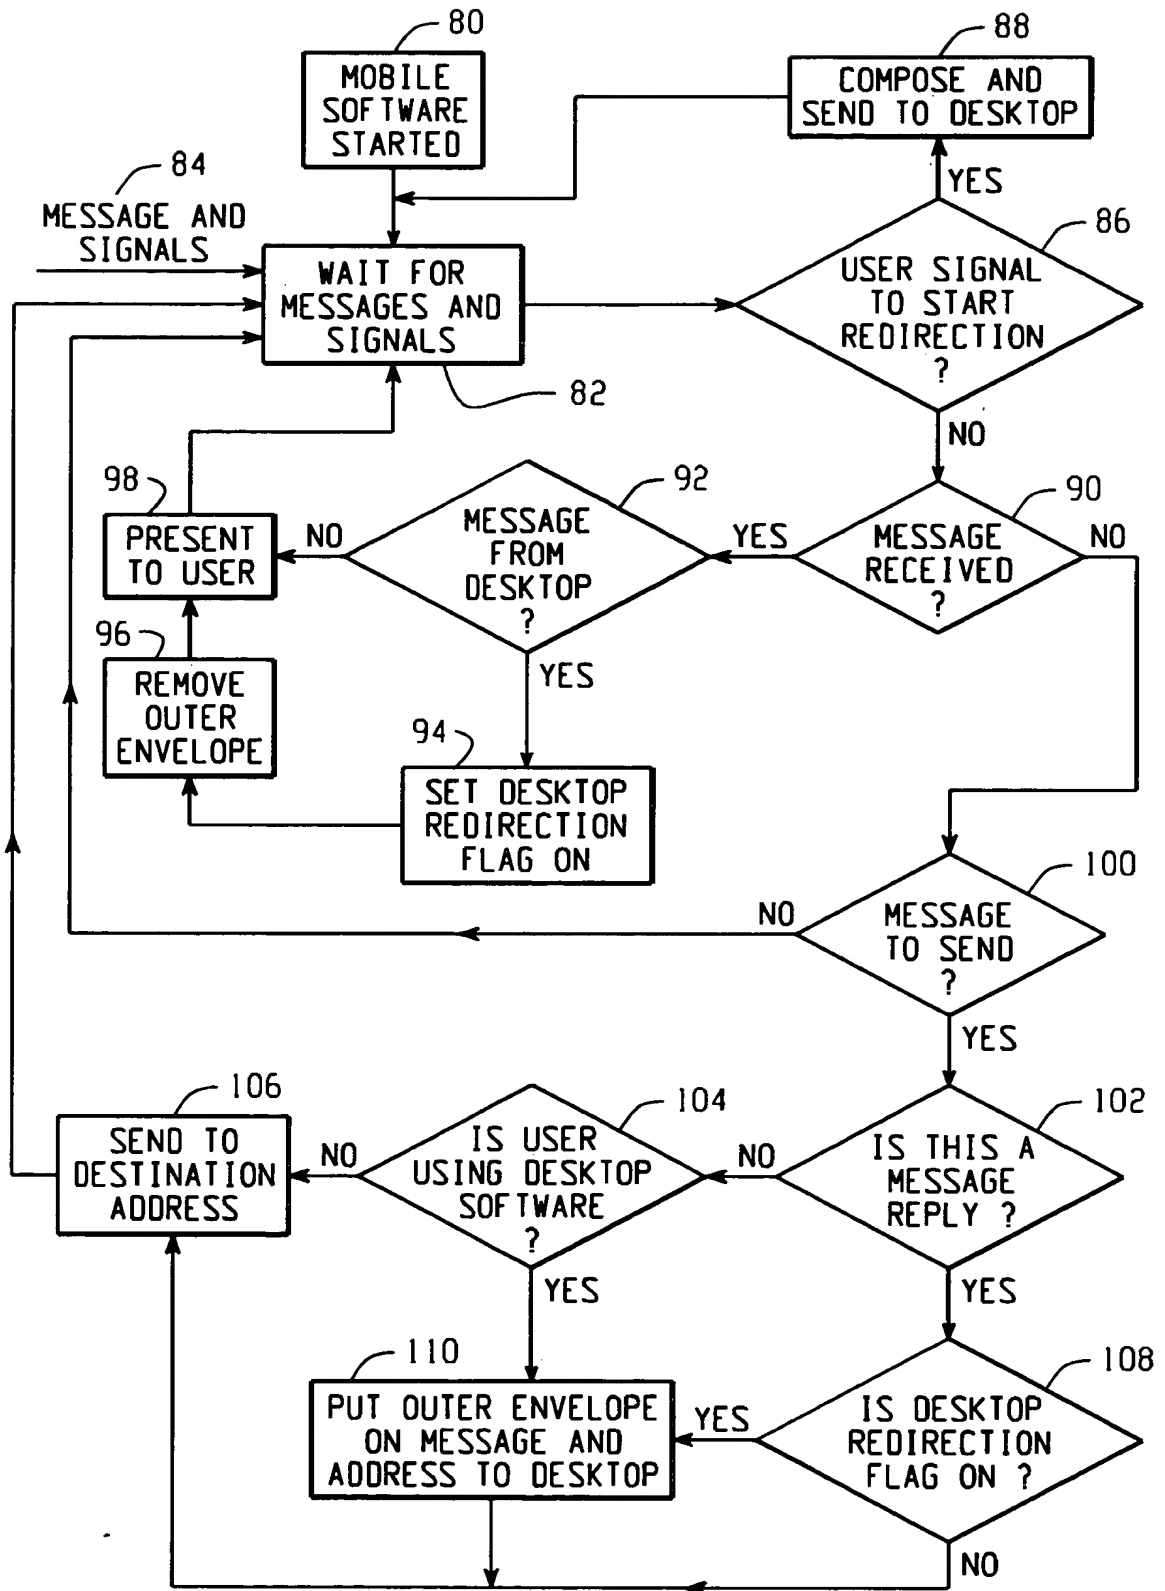 80
MOBILE
SOFTWARE
STARTED
88
COMPOSE AND
SEND TO DESKTOP
84
MESSAGE AND
SIGNALS
YES
WAIT FOR
MESSAGES AND
SIGNALS
82
86
USER SIGNAL
TO START
REDIRECTION
?
NO
98
PRESENT
TO USER
NO
92
MESSAGE
FROM
DESKTOP
?
YES
90
MESSAGE
RECEIVED
?
NO
96
REMOVE
OUTER
ENVELOPE
YES
94
SET DESKTOP
REDIRECTION
FLAG ON
100
NO
MESSAGE
TO SEND
?
YES
106
SEND TO
DESTINATION
ADDRESS
NO
104
IS USER
USING DESKTOP
SOFTWARE
?
NO
102
IS THIS A
MESSAGE
REPLY ?
YES
YES
110
PUT OUTER ENVELOPE
ON MESSAGE AND
ADDRESS TO DESKTOP
YES
108
IS DESKTOP
REDIRECTION
FLAG ON ?
NO